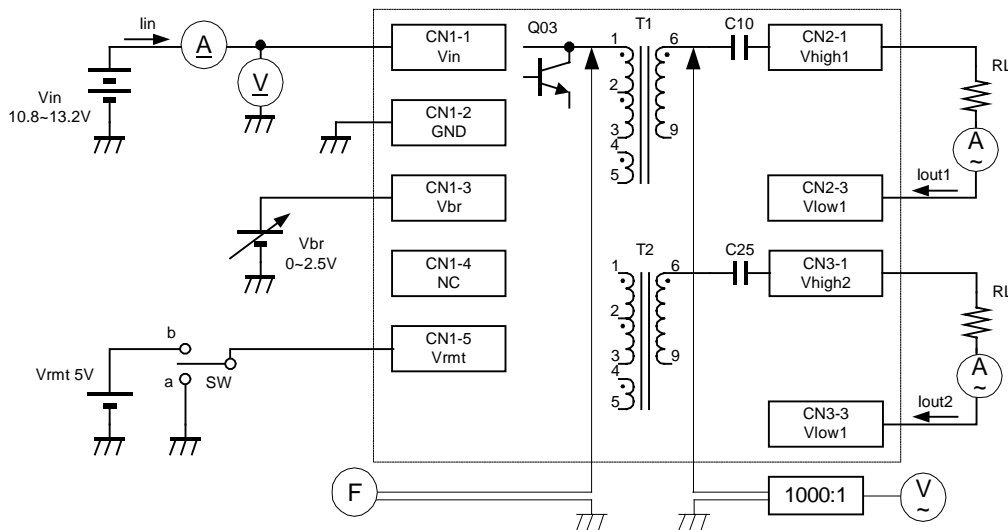 Iin
A
V
Vin
10.8~13.2V
CN1-1
Vin
CN1-2
GND
CN1-3
Vbr
Vbr
0~2.5V
CN1-4
NC
CN1-5
Vrmt
b
a
SW
Vrmt 5V
Q03
T1
1
2
3
4
5
6
9
C10
CN2-1
Vhigh1
RL
A
~
Iout1
CN2-3
Vlow1
T2
1
2
3
4
5
6
9
C25
CN3-1
Vhigh2
RL
A
~
Iout2
CN3-3
Vlow1
F
1000:1
V
~